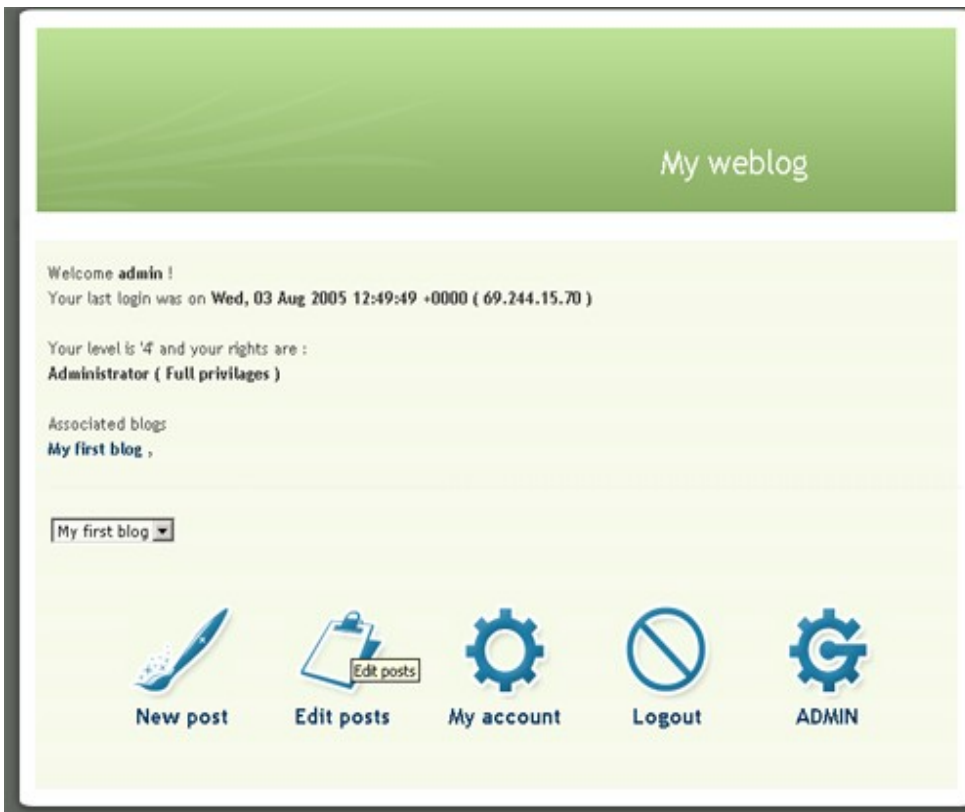 My weblog
Welcome admin !
Your last login was on Wed, 03 Aug 2005 12:49:49 +0000 ( 69.244.15.70 )
Your level is '4' and your rights are :
Administrator ( Full privilages )
Associated blogs
My first blog ,
My first blog
Edit posts
New post Edit posts My account Logout ADMIN